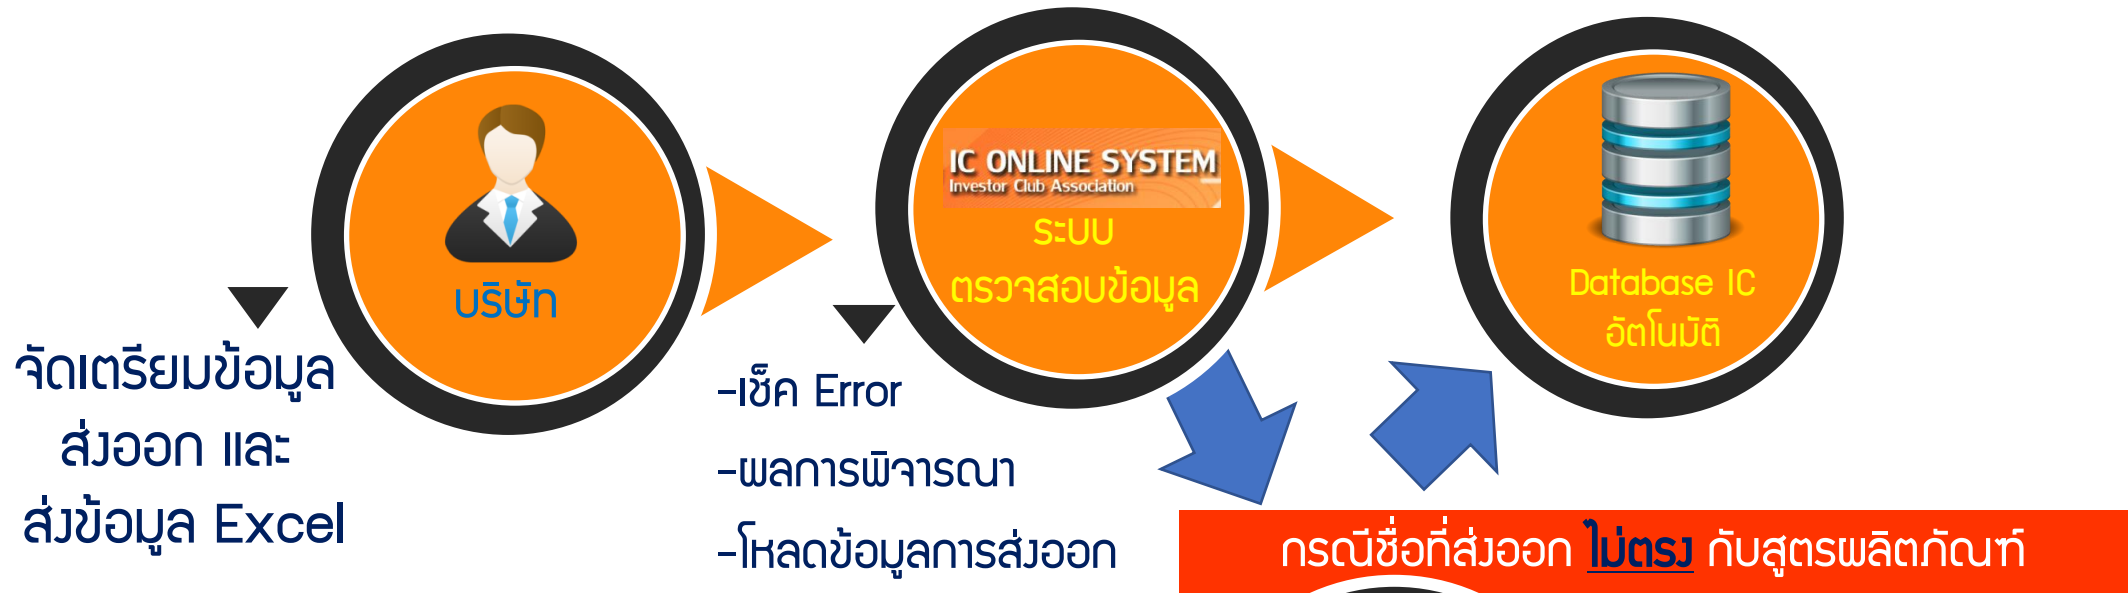 บริษัท
จัดเตรียมข้อมูล
ส่งออก และ
ส่งข้อมูล Excel
IC ONLINE SYSTEM
Investor Club Association
ระบบ
ตรวจสอบข้อมูล
-เช็ค Error
-ผลการพิจารณา
-โหลดข้อมูลการส่งออก
Database IC
อัตโนมัติ
กรณีชื่อที่ส่งออก ไม่ตรง กับสูตรผลิตภัณฑ์